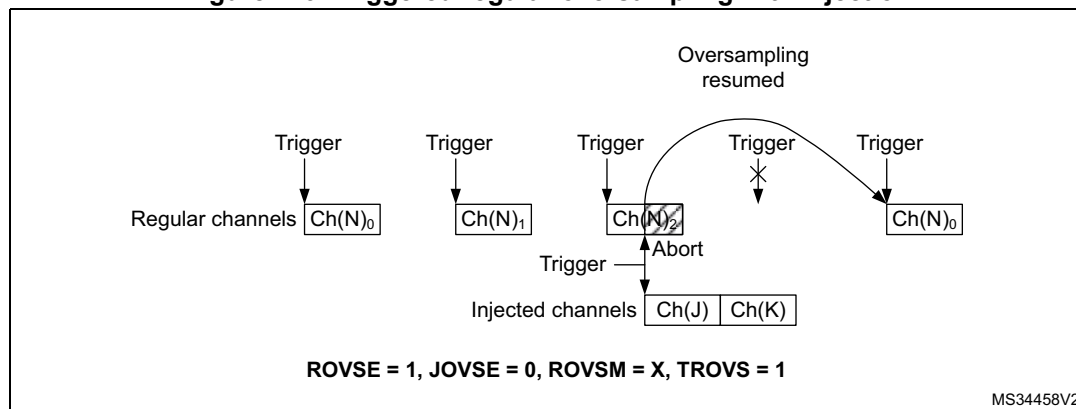 Oversampling
resumed
Trigger Trigger Trigger Trigger Trigger
Regular channels Ch(N)₀ Ch(N)₁ Ch(N)₂ Ch(N)₀
Abort
Trigger
Injected channels Ch(J) Ch(K)
ROVSE = 1, JOVSE = 0, ROVSM = X, TROVS = 1
MS34458V2